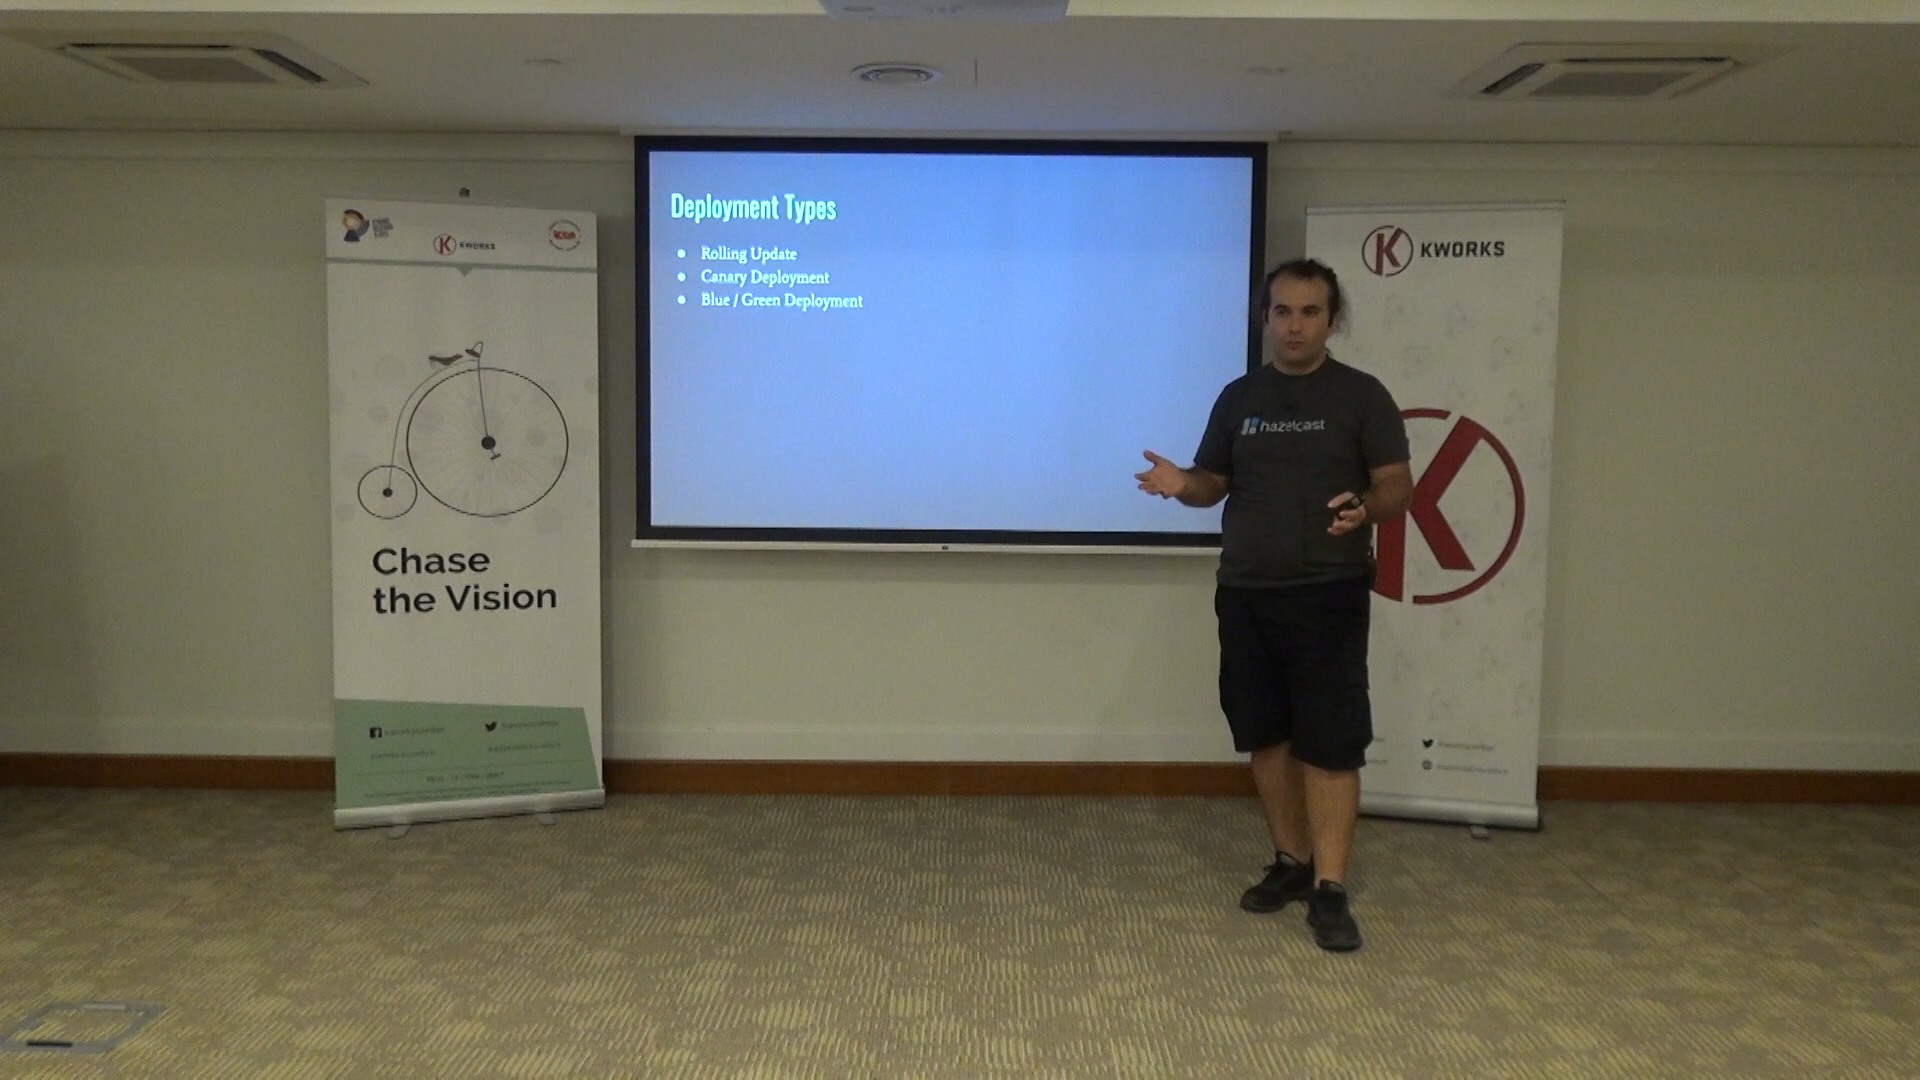 KWORKS
Chase
the Vision
Deployment Types
Rolling Update
Canary Deployment
Blue / Green Deployment
hazelcast
K KWORKS
K